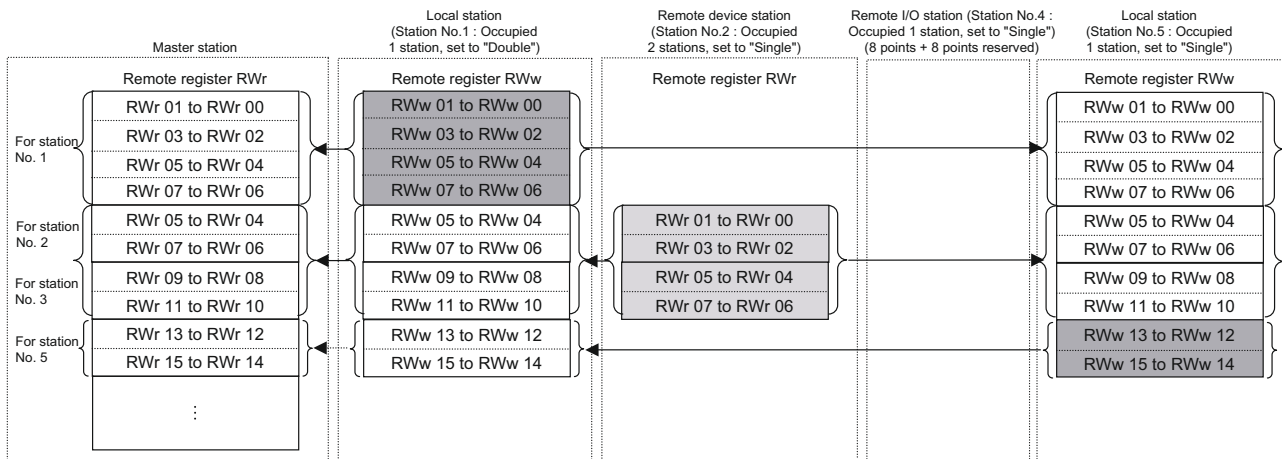 Master station
Local station
(Station No.1 : Occupied
1 station, set to "Double")
Remote device station
(Station No.2 : Occupied
2 stations, set to "Single")
Remote I/O station (Station No.4 :
Occupied 1 station, set to "Single")
(8 points + 8 points reserved)
Local station
(Station No.5 : Occupied
1 station, set to "Single")
Remote register RWr
RWr 01 to RWr 00
RWr 03 to RWr 02
RWr 05 to RWr 04
RWr 07 to RWr 06
RWr 05 to RWr 04
RWr 07 to RWr 06
RWr 09 to RWr 08
RWr 11 to RWr 10
RWr 13 to RWr 12
RWr 15 to RWr 14
⋮
For station
No. 1
For station
No. 2
For station
No. 3
For station
No. 5
Remote register RWw
RWw 01 to RWw 00
RWw 03 to RWw 02
RWw 05 to RWw 04
RWw 07 to RWw 06
RWw 05 to RWw 04
RWw 07 to RWw 06
RWw 09 to RWw 08
RWw 11 to RWw 10
RWw 13 to RWw 12
RWw 15 to RWw 14
Remote register RWr
RWr 01 to RWr 00
RWr 03 to RWr 02
RWr 05 to RWr 04
RWr 07 to RWr 06
Remote register RWw
RWw 01 to RWw 00
RWw 03 to RWw 02
RWw 05 to RWw 04
RWw 07 to RWw 06
RWw 05 to RWw 04
RWw 07 to RWw 06
RWw 09 to RWw 08
RWw 11 to RWw 10
RWw 13 to RWw 12
RWw 15 to RWw 14